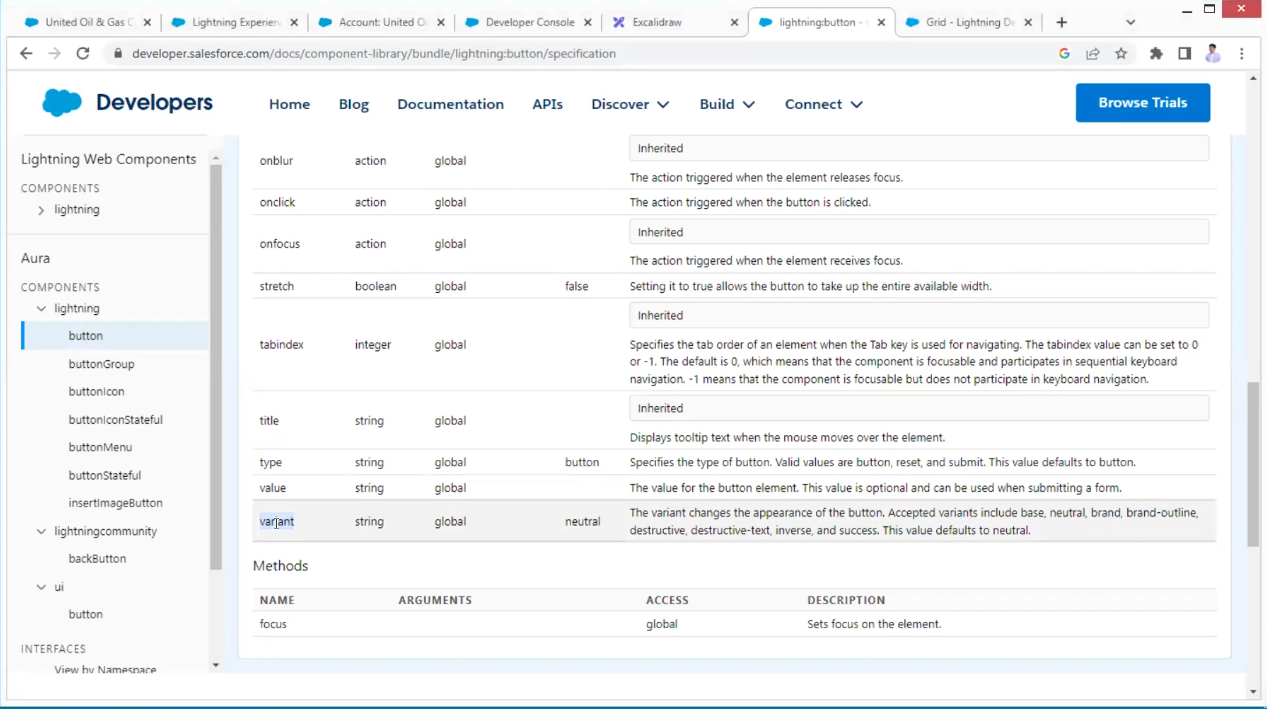 United Oil & Gas C
Lightning Experien
Account: United O
Developer Console
Excalidraw
lightning:button - s
Grid - Lightning De
developer.salesforce.com/docs/component-library/bundle/lightning:button/specification
Developers
Home
Blog
Documentation
APIs
Discover
Build
Connect
Browse Trials
Lightning Web Components
COMPONENTS
lightning
Aura
COMPONENTS
lightning
button
buttonGroup
buttonIcon
buttonIconStateful
buttonMenu
buttonStateful
insertImageButton
lightningcommunity
backButton
ui
button
INTERFACES
View by Namespace
Inherited
onblur action global
The action triggered when the element releases focus.
onclick action global The action triggered when the button is clicked.
Inherited
onfocus action global
The action triggered when the element receives focus.
stretch boolean global false Setting it to true allows the button to take up the entire available width.
Inherited
tabindex integer global Specifies the tab order of an element when the Tab key is used for navigating. The tabindex value can be set to 0
or -1. The default is 0, which means that the component is focusable and participates in sequential keyboard
navigation. -1 means that the component is focusable but does not participate in keyboard navigation.
Inherited
title string global
Displays tooltip text when the mouse moves over the element.
type string global button Specifies the type of button. Valid values are button, reset, and submit. This value defaults to button.
value string global The value for the button element. This value is optional and can be used when submitting a form.
variant string global neutral The variant changes the appearance of the button. Accepted variants include base, neutral, brand, brand-outline,
destructive, destructive-text, inverse, and success. This value defaults to neutral.
Methods
NAME ARGUMENTS ACCESS DESCRIPTION
focus global Sets focus on the element.